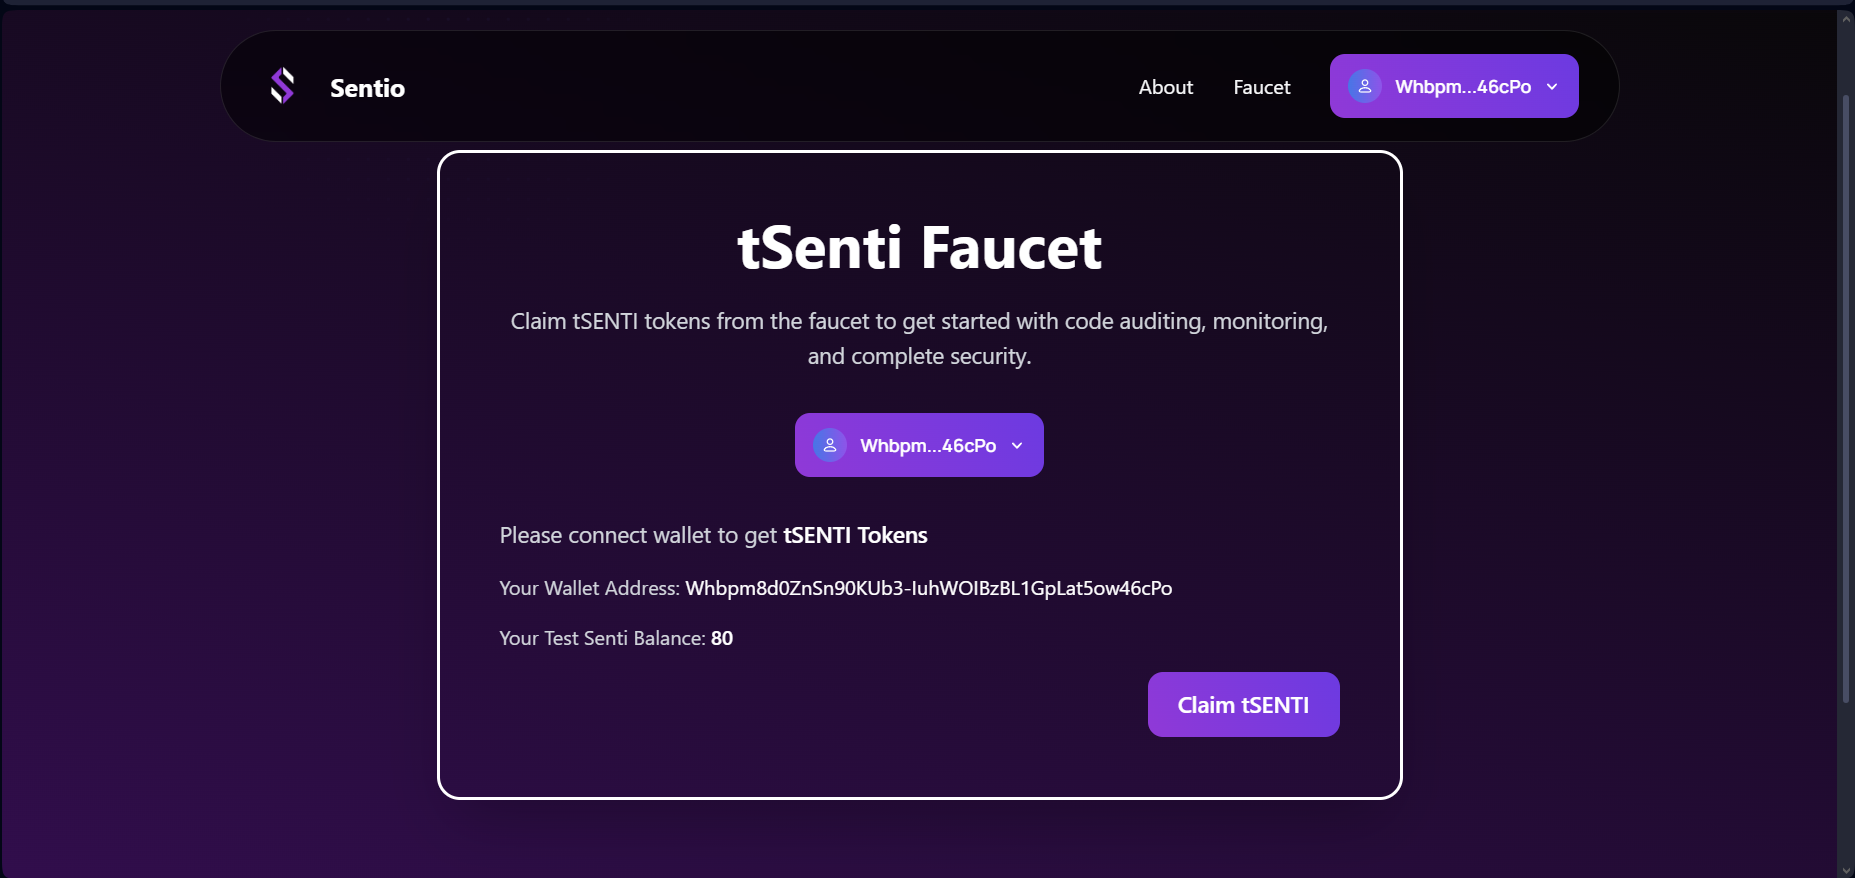 Sentio
About
Faucet
Whbpm...46cPo
tSenti Faucet
Claim tSENTI tokens from the faucet to get started with code auditing, monitoring,
and complete security.
Whbpm...46cPo
Please connect wallet to get tSENTI Tokens
Your Wallet Address: Whbpm8d0ZnSn90KUb3-IuhWOIBzBL1GpLat5ow46cPo
Your Test Senti Balance: 80
Claim tSENTI